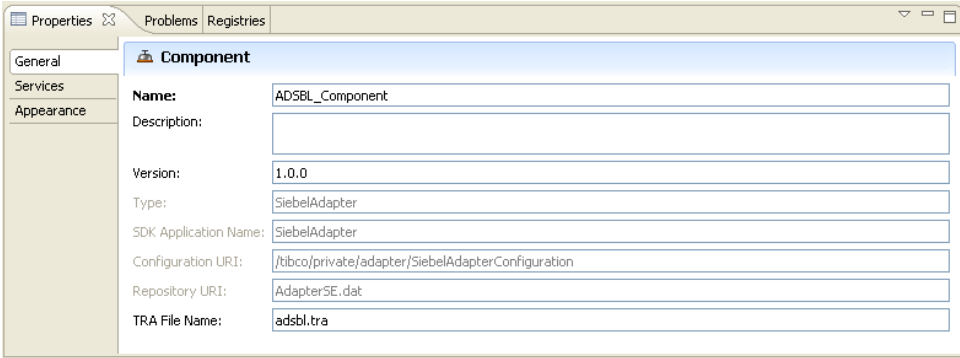 Properties Problems Registries
General
Services
Appearance
Component
Name: ADSBL_Component
Description:
Version: 1.0.0
Type: SiebelAdapter
SDK Application Name: SiebelAdapter
Configuration URI: /tibco/private/adapter/SiebelAdapterConfiguration
Repository URI: AdapterSE.dat
TRA File Name: adsbl.tra